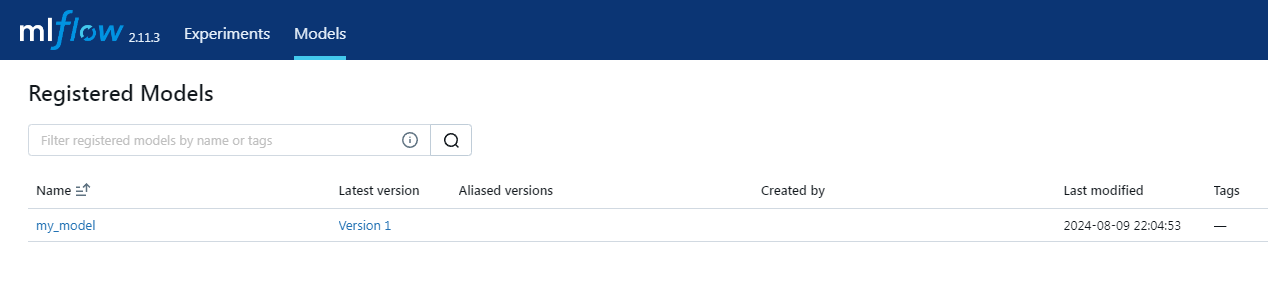 mlflow 2.11.3 Experiments Models
Registered Models
Filter registered models by name or tags
Name Latest version Aliased versions Created by Last modified Tags
my_model Version 1 2024-08-09 22:04:53 —